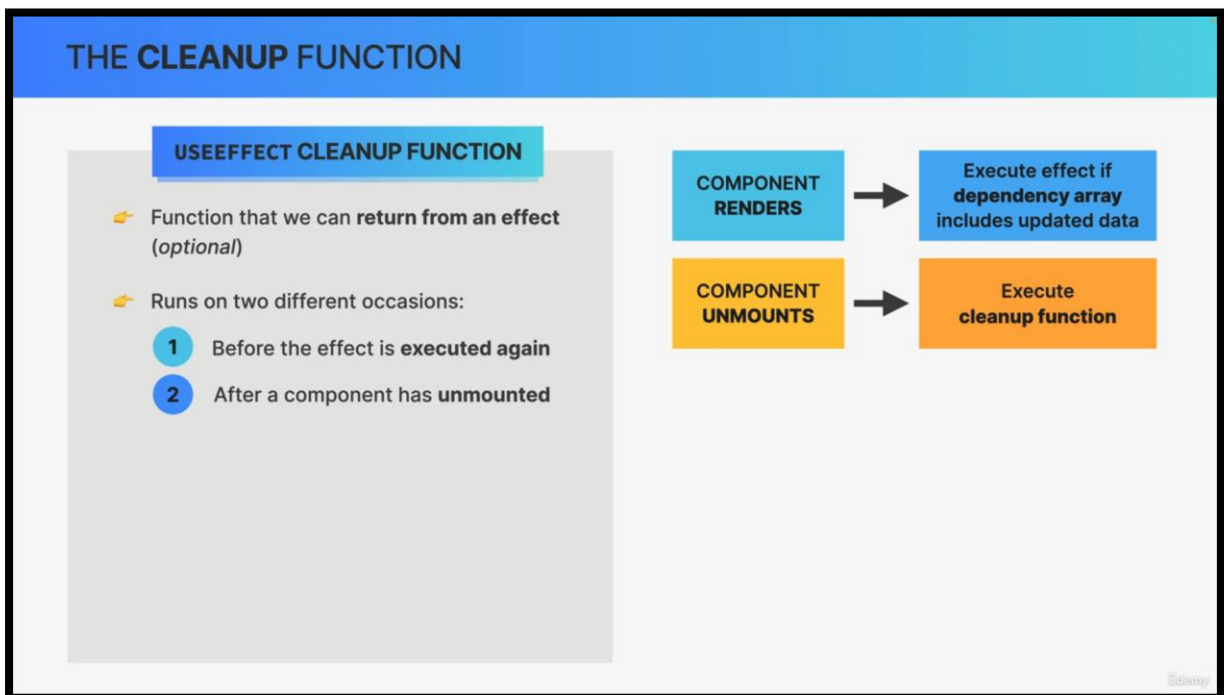 THE CLEANUP FUNCTION
USEEFFECT CLEANUP FUNCTION
👉 Function that we can return from an effect
(optional)
👉 Runs on two different occasions:
1 Before the effect is executed again
2 After a component has unmounted
COMPONENT
RENDERS
Execute effect if
dependency array
includes updated data
COMPONENT
UNMOUNTS
Execute
cleanup function
Udemy